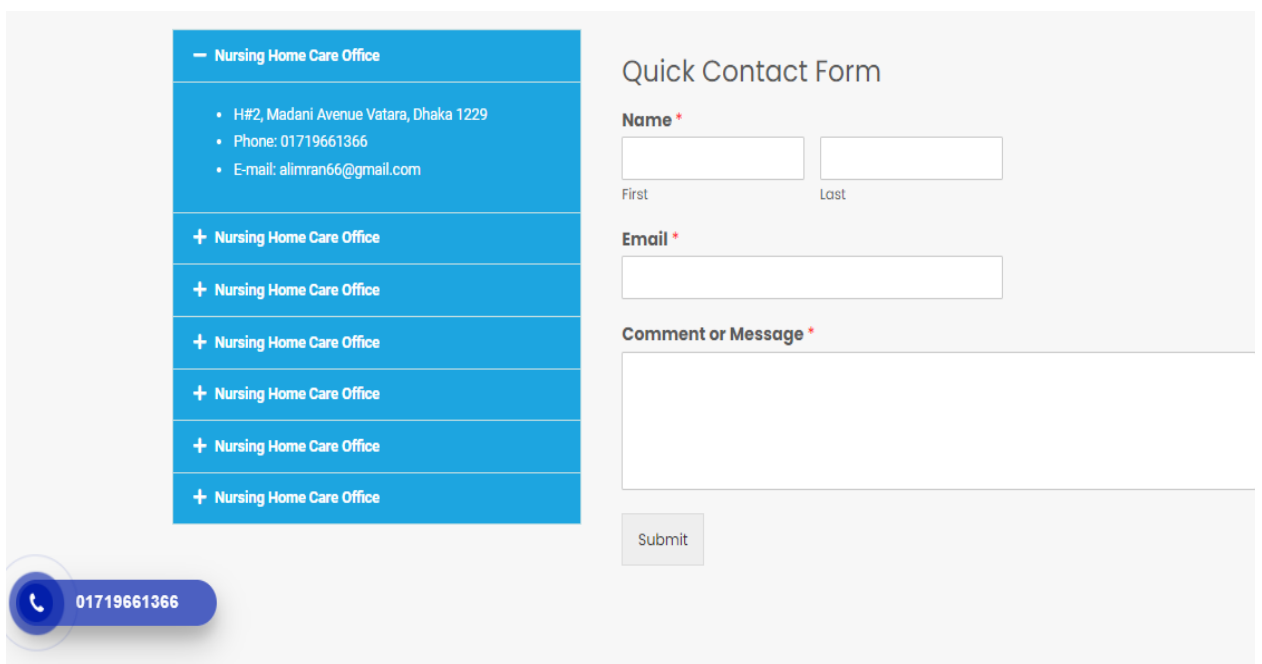 Nursing Home Care Office
• H#2, Madani Avenue Vatara, Dhaka 1229
• Phone: 01719661366
• E-mail: alimran66@gmail.com
Nursing Home Care Office
Nursing Home Care Office
Nursing Home Care Office
Nursing Home Care Office
Nursing Home Care Office
Nursing Home Care Office
Quick Contact Form
Name *
First Last
Email *
Comment or Message *
Submit
01719661366